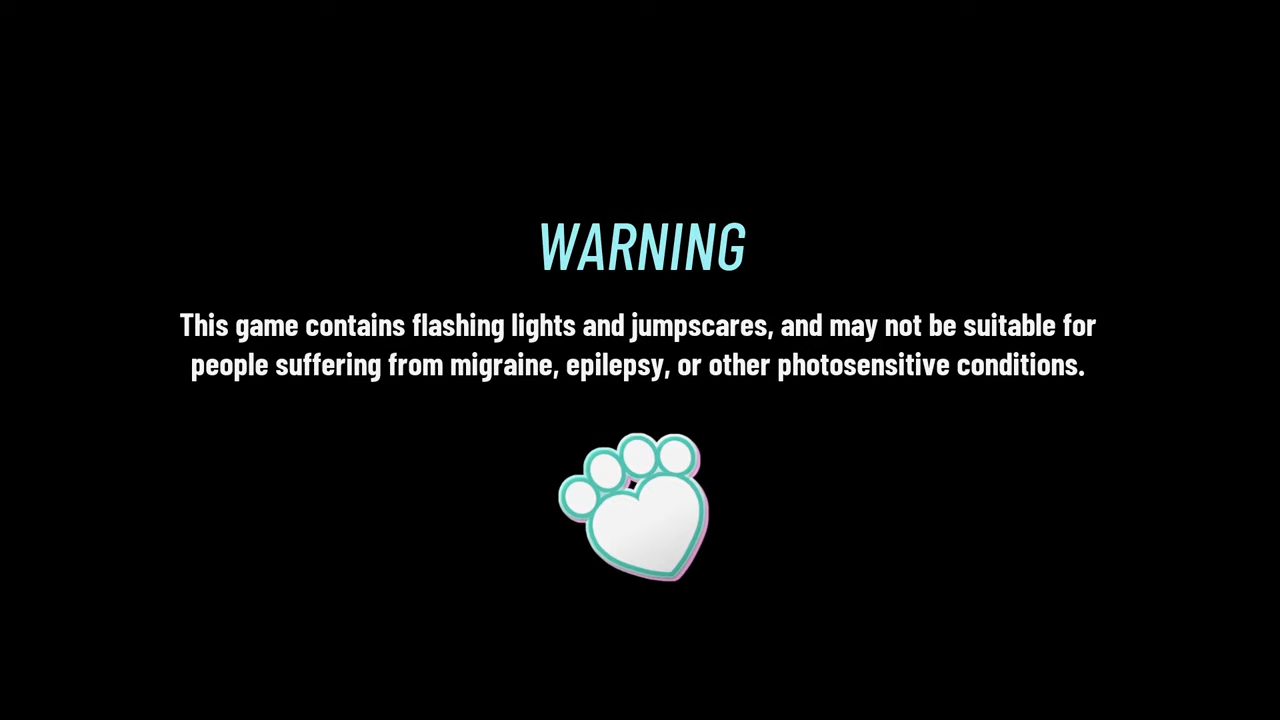 WARNING
This game contains flashing lights and jumpscares, and may not be suitable for
people suffering from migraine, epilepsy, or other photosensitive conditions.